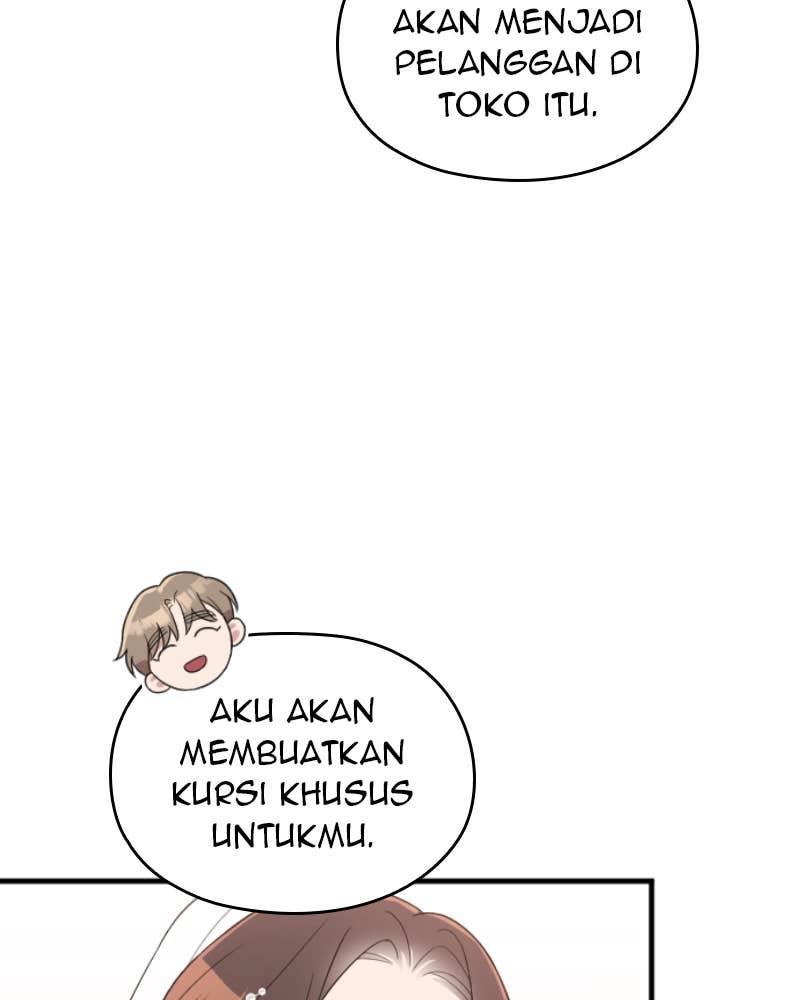 AKAN MENJADI
PELANGGAN DI
TOKO ITU.
AKU AKAN
MEMBUATKAN
KURSI KHUSUS
UNTUKMU.